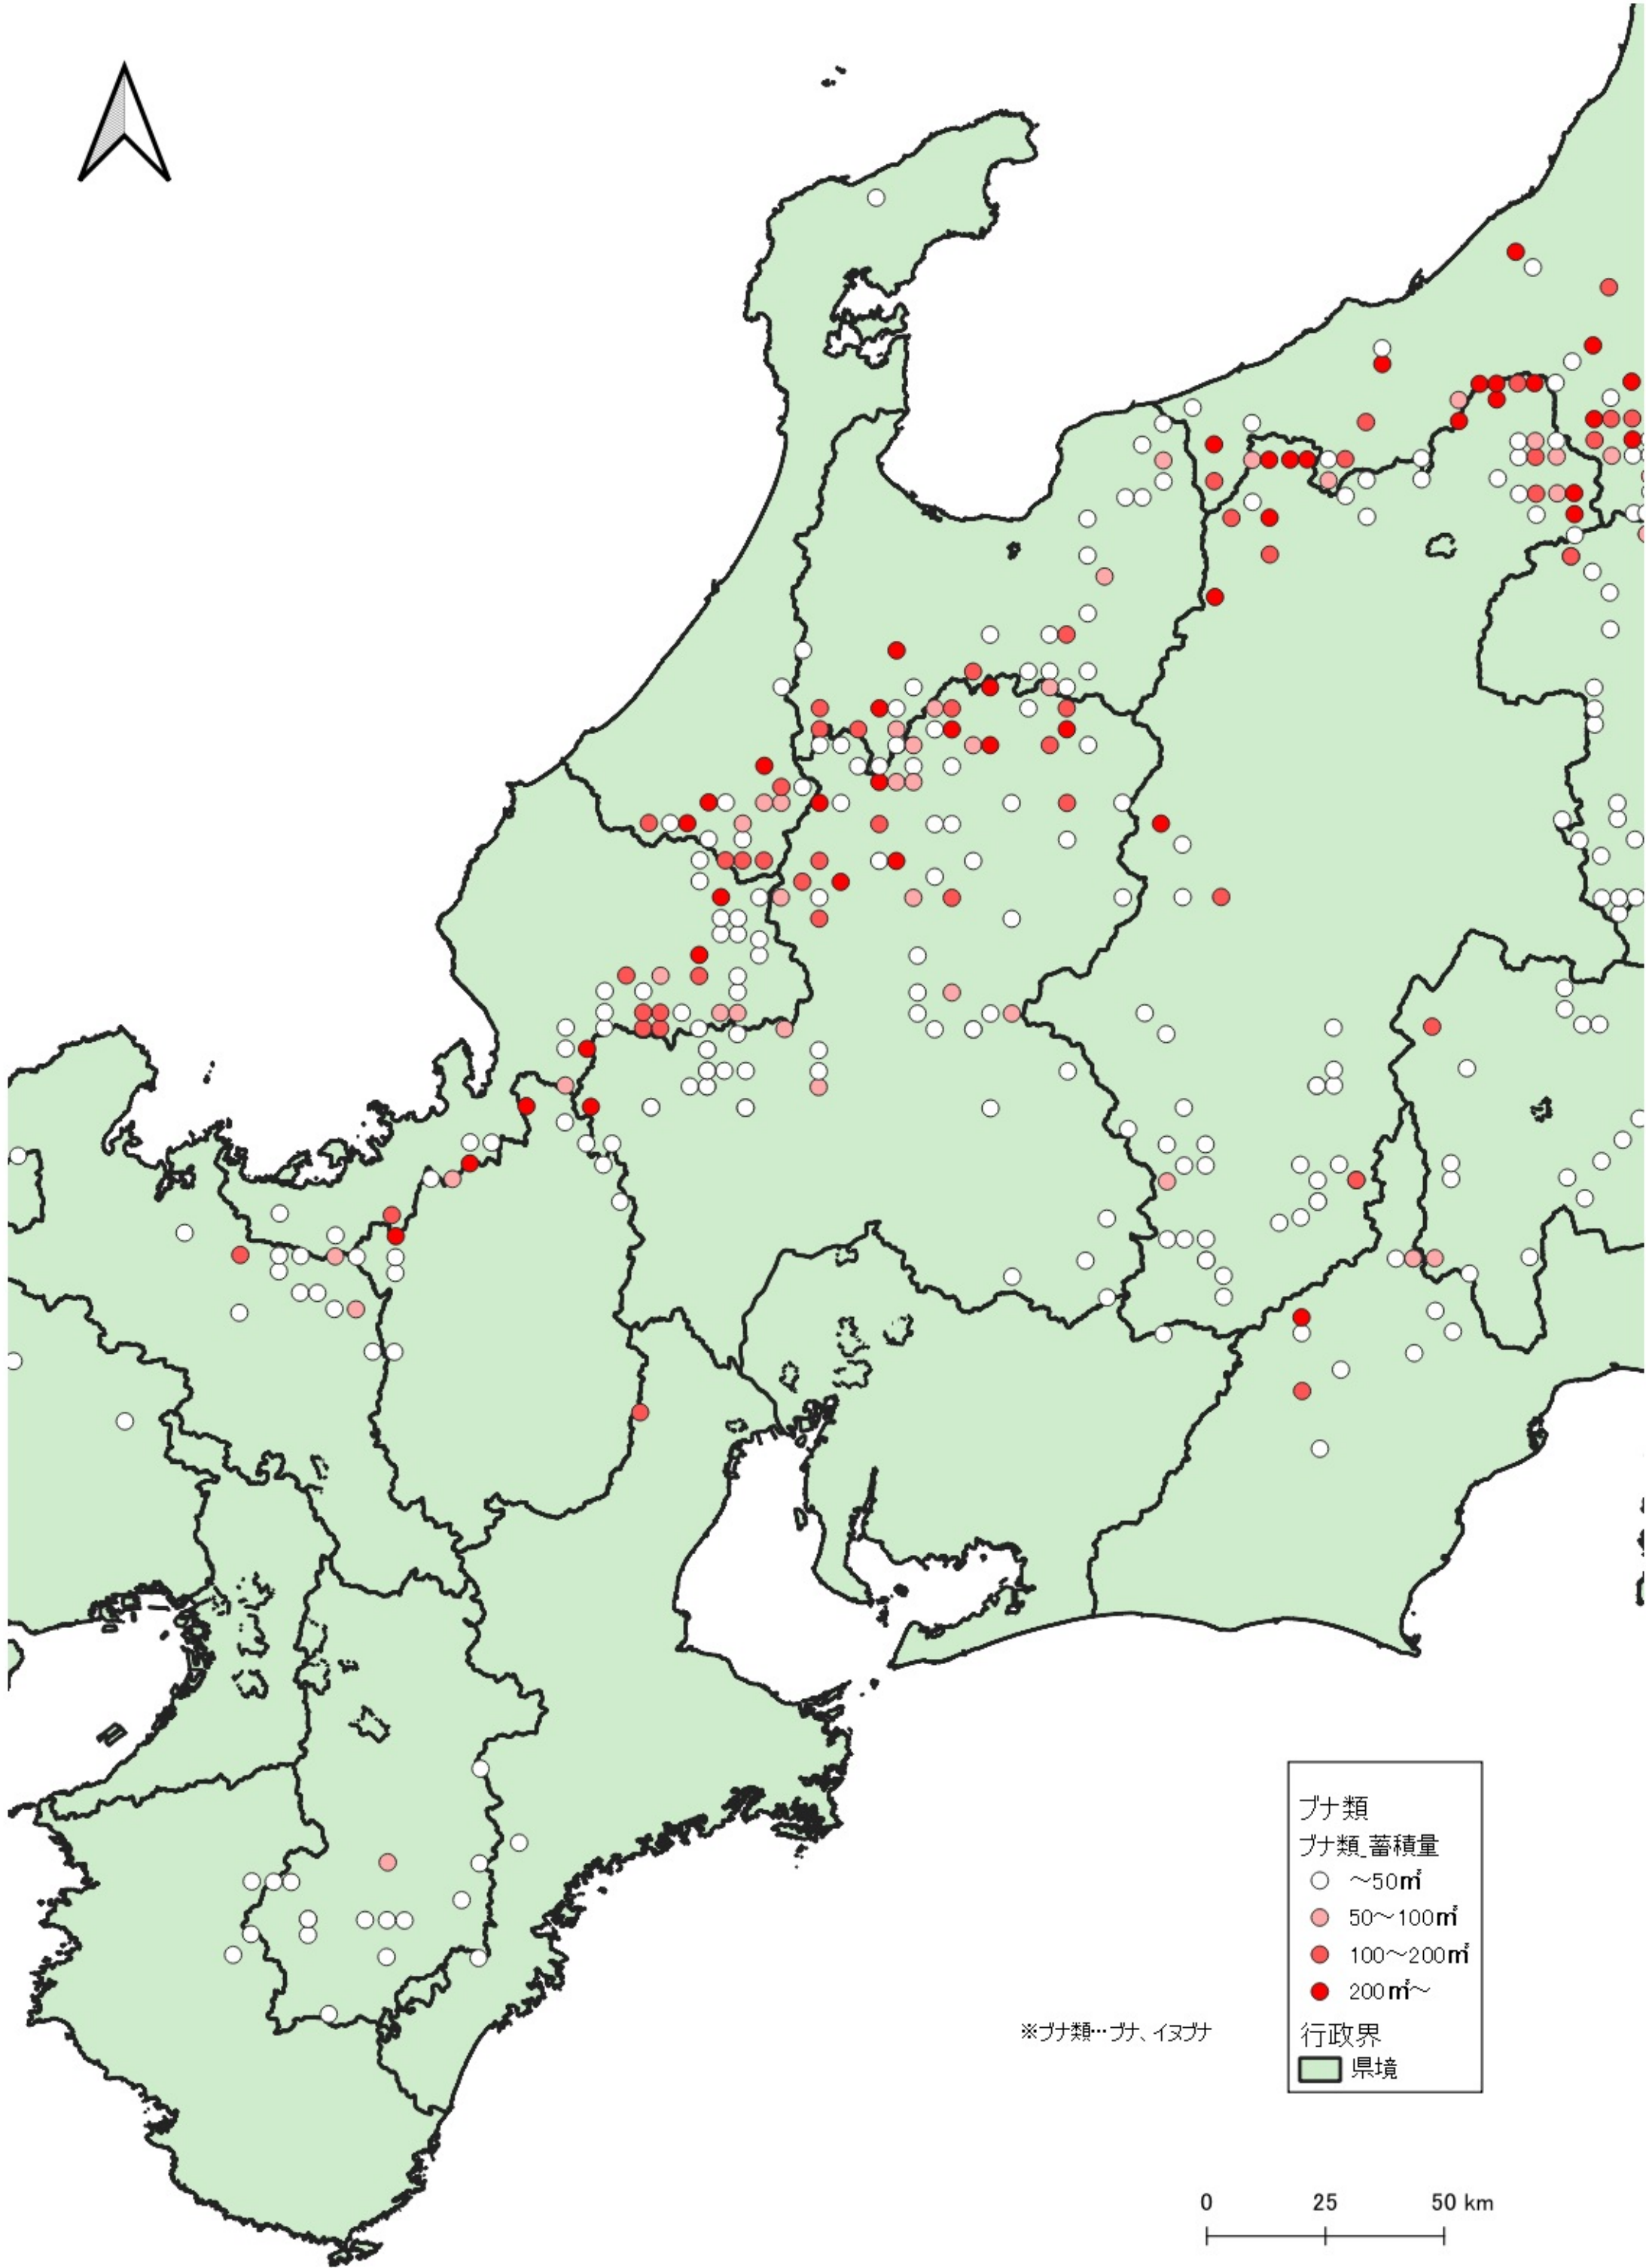 ブナ類
ブナ類_蓄積量
～50㎥
50～100㎥
100～200㎥
200㎥～
※ブナ類…ブナ、イヌブナ
行政界
県境
0 25 50 km